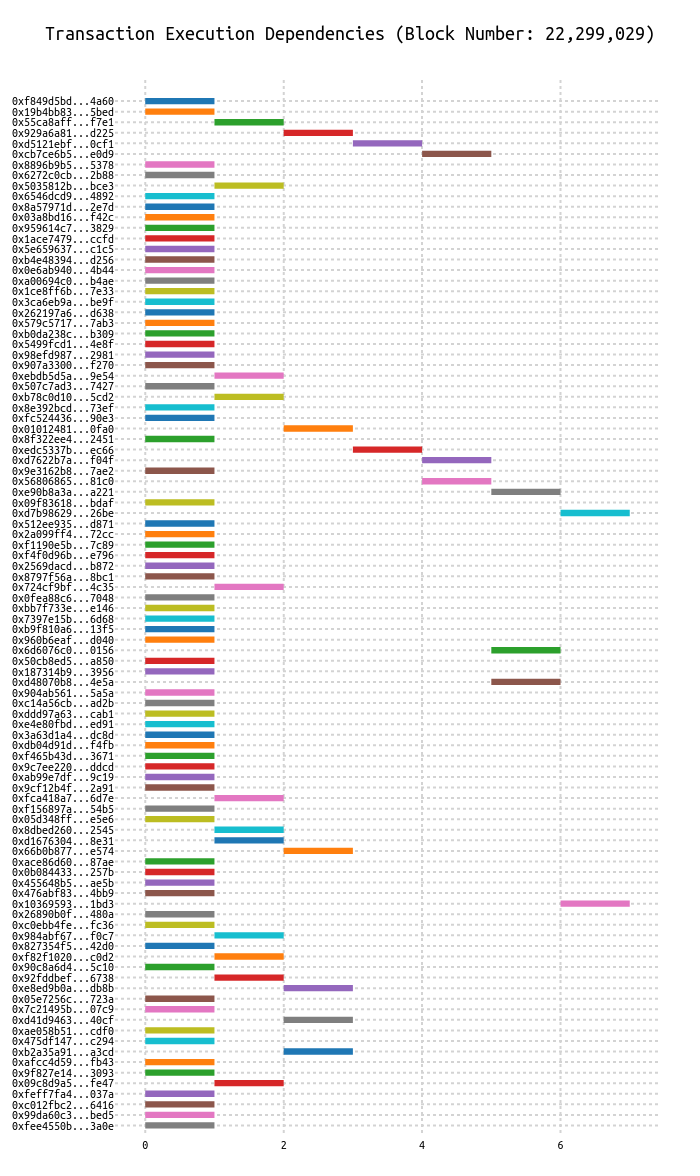 Transaction Execution Dependencies (Block Number: 22,299,029)
0xf849d5bd...4a60
0x19b4bb83...5bed
0x55ca8aff...f7e1
0x929a6a81...d225
0xd5121ebf...0cf1
0xcb7ce6b5...e0d9
0x8896b9b5...5378
0x6272c0cb...2b88
0x5035812b...bce3
0x6546dcd9...4892
0x8a57971d...2e7d
0x03a8bd16...f42c
0x959614c7...3829
0x1ace7479...ccfd
0x5e659637...c1c5
0xb4e48394...d256
0x0e6ab940...4b44
0xa00694c0...b4ae
0x1ce8ff6b...7e33
0x3ca6eb9a...be9f
0x262197a6...d638
0x579c5717...7ab3
0xb0da238c...b309
0x5499fcd1...4e8f
0x98efd987...2981
0x907a3300...f270
0xebdb5d5a...9e54
0x507c7ad3...7427
0xb78c0d10...5cd2
0x8e392bcd...73ef
0xfc524436...90e3
0x01012481...0fa0
0x8f322ee4...2451
0xedc5337b...ec66
0xd7622b7a...f04f
0x9e3162b8...7ae2
0x56806865...81c0
0xe90b8a3a...a221
0x09f83618...bdaf
0xd7b98629...26be
0x512ee935...d871
0x2a099ff4...72cc
0xf1190e5b...7c89
0xf4f0d96b...e796
0x2569dacd...b872
0x8797f56a...8bc1
0x724cf9bf...4c35
0x0fea88c6...7048
0xbb7f733e...e146
0x7397e15b...6d68
0xb9f810a6...13f5
0x960b6eaf...d040
0x6d6076c0...0156
0x50cb8ed5...a850
0x187314b9...3956
0xd48070b8...4e5a
0x904ab561...5a5a
0xc14a56cb...ad2b
0xddd97a63...cab1
0xe4e80fbd...ed91
0x3a63d1a4...dc8d
0xdb04d91d...f4fb
0xf465b43d...3671
0x9c7ee220...ddcd
0xab99e7df...9c19
0x9cf12b4f...2a91
0xfca418a7...6d7e
0xf156897a...54b5
0x05d348ff...e5e6
0x8dbed260...2545
0xd1676304...8e31
0x66b0b877...e574
0xace86d60...87ae
0x0b084433...257b
0x455648b5...ae5b
0x476abf83...4bb9
0x10369593...1bd3
0x26890b0f...480a
0xc0ebb4fe...fc36
0x984abf67...f0c7
0x827354f5...42d0
0xf82f1020...c0d2
0x90c8a6d4...5c10
0x92fddbef...6738
0xe8ed9b0a...db8b
0x05e7256c...723a
0x7c21495b...07c9
0xd41d9463...40cf
0xae058b51...cdf0
0x475df147...c294
0xb2a35a91...a3cd
0xafcc4d59...fb43
0x9f827e14...3093
0x09c8d9a5...fe47
0xfeff7fa4...037a
0xc012fbc2...6416
0x99da60c3...bed5
0xfee4550b...3a0e
0 2 4 6